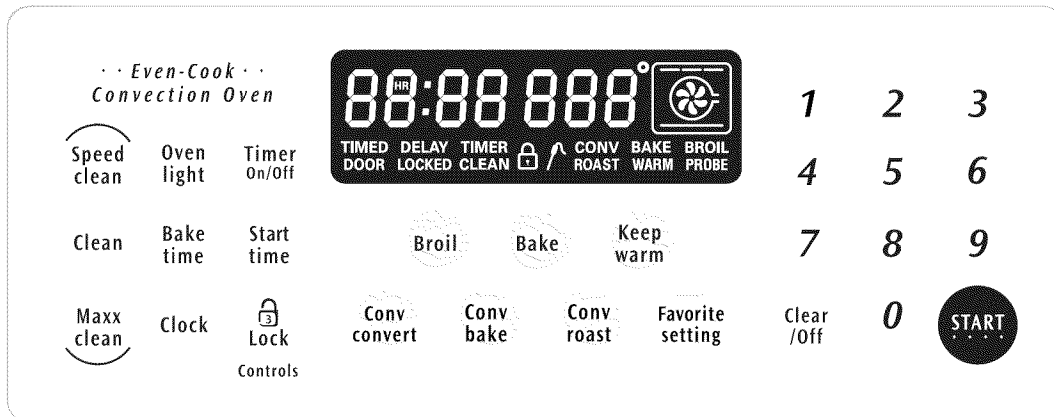 · · Even-Cook · ·
Convection Oven
Speed
clean
Oven
light
Timer
On/Off
Clean
Bake
time
Start
time
Maxx
clean
Clock
3
Lock
Controls
88:88 888°
HR
TIMED DELAY TIMER CONV BAKE BROIL
DOOR LOCKED CLEAN ROAST WARM PROBE
Broil
Bake
Keep
warm
Conv
convert
Conv
bake
Conv
roast
Favorite
setting
1 2 3
4 5 6
7 8 9
Clear
/Off
0
START